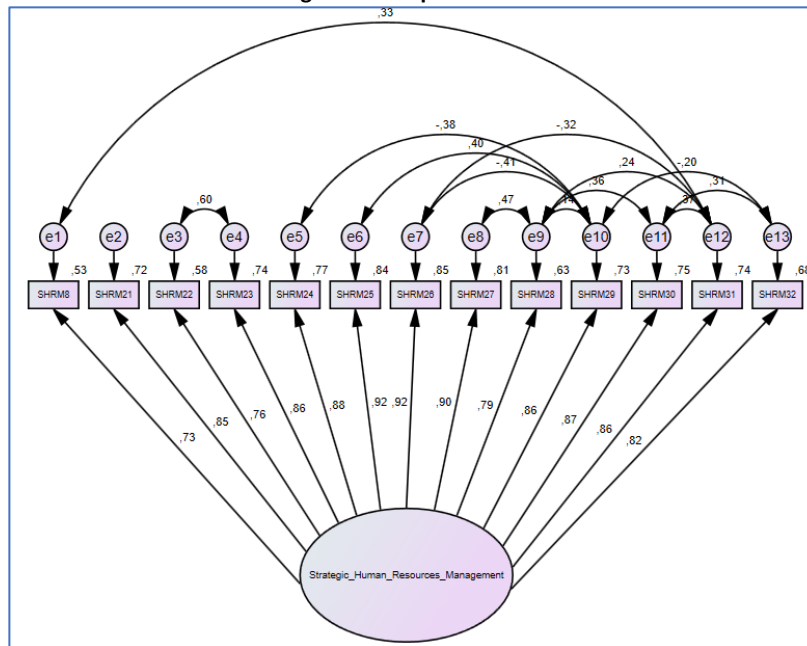 ,33
-,38 -,32
,40 ,24 -,20
,60 -,41 ,47 ,36 ,14 ,37 ,31
e1 e2 e3 e4 e5 e6 e7 e8 e9 e10 e11 e12 e13
,53 ,72 ,58 ,74 ,77 ,84 ,85 ,81 ,63 ,73 ,75 ,74 ,68
SHRM8 SHRM21 SHRM22 SHRM23 SHRM24 SHRM25 SHRM26 SHRM27 SHRM28 SHRM29 SHRM30 SHRM31 SHRM32
,73 ,85 ,76 ,86 ,88 ,92 ,92 ,90 ,79 ,86 ,87 ,86 ,82
Strategic_Human_Resources_Management